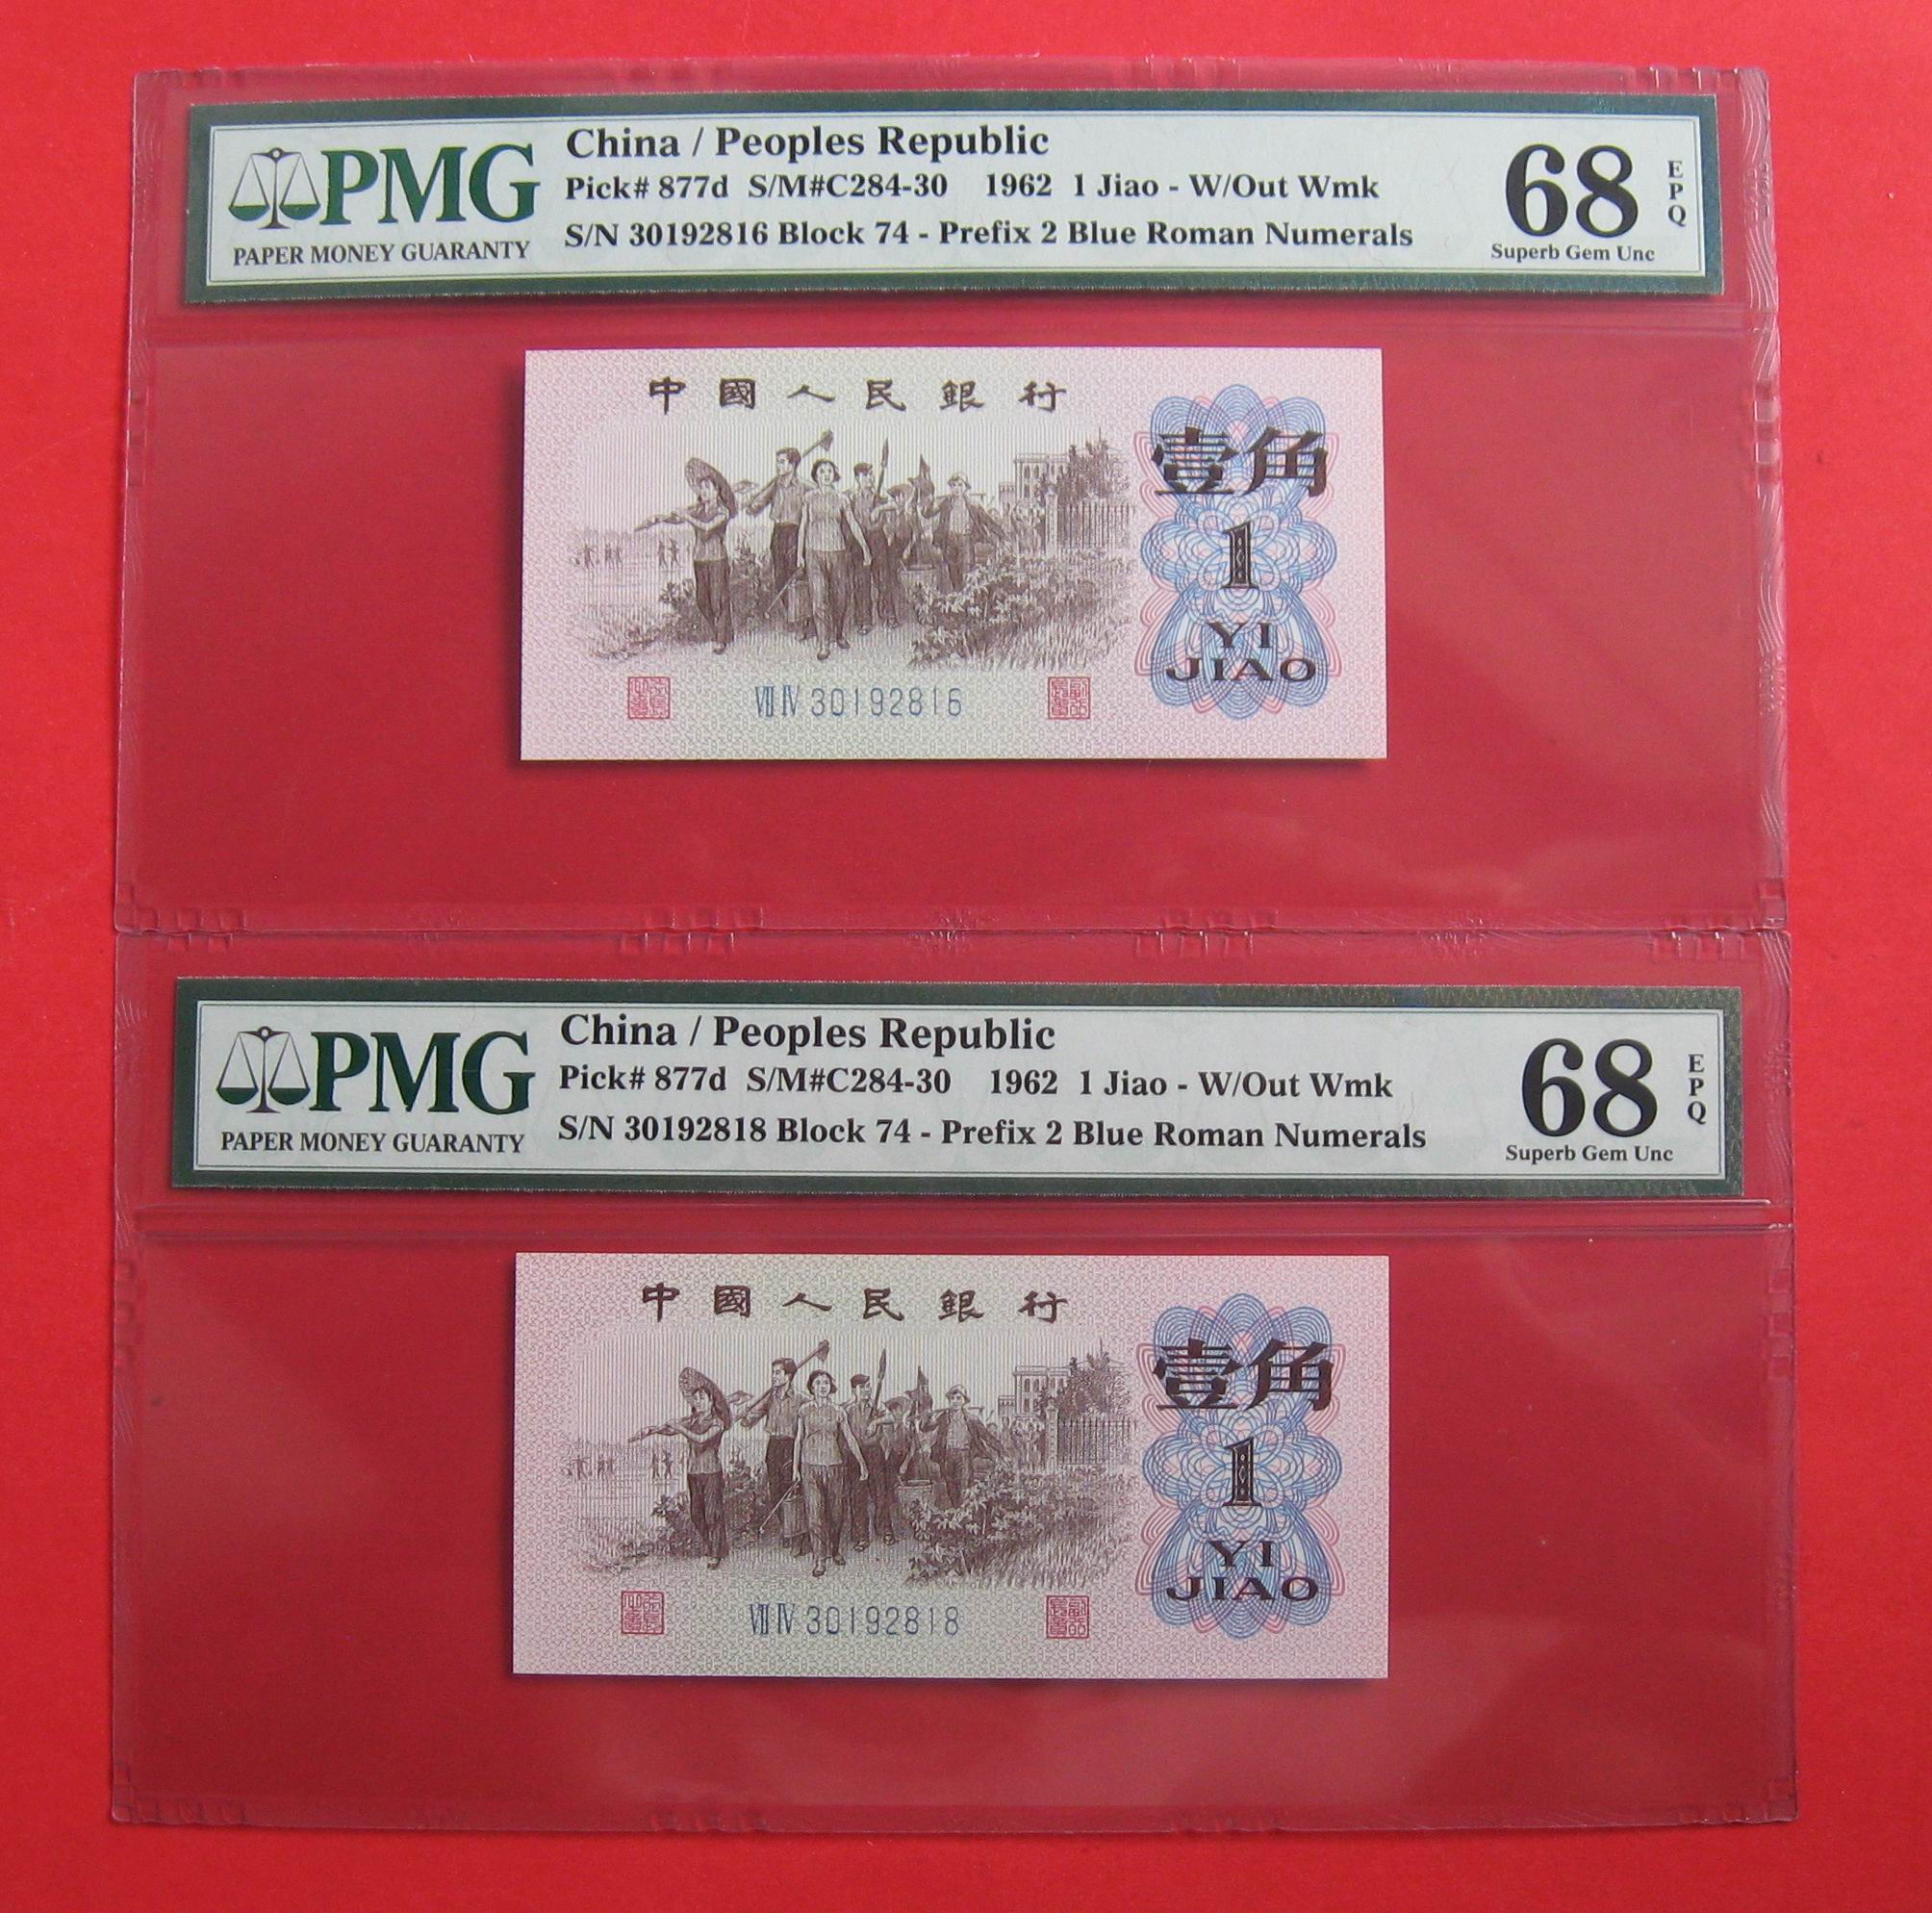 PMG
PAPER MONEY GUARANTY
China / Peoples Republic
Pick# 877d S/M#C284-30 1962 1 Jiao - W/Out Wmk
S/N 30192816 Block 74 - Prefix 2 Blue Roman Numerals
68
EPQ
Superb Gem Unc
中國人民銀行
壹角
1
YI
JIAO
VIII IV 30192816
PMG
PAPER MONEY GUARANTY
China / Peoples Republic
Pick# 877d S/M#C284-30 1962 1 Jiao - W/Out Wmk
S/N 30192818 Block 74 - Prefix 2 Blue Roman Numerals
68
EPQ
Superb Gem Unc
中國人民銀行
壹角
1
YI
JIAO
VIII IV 30192818